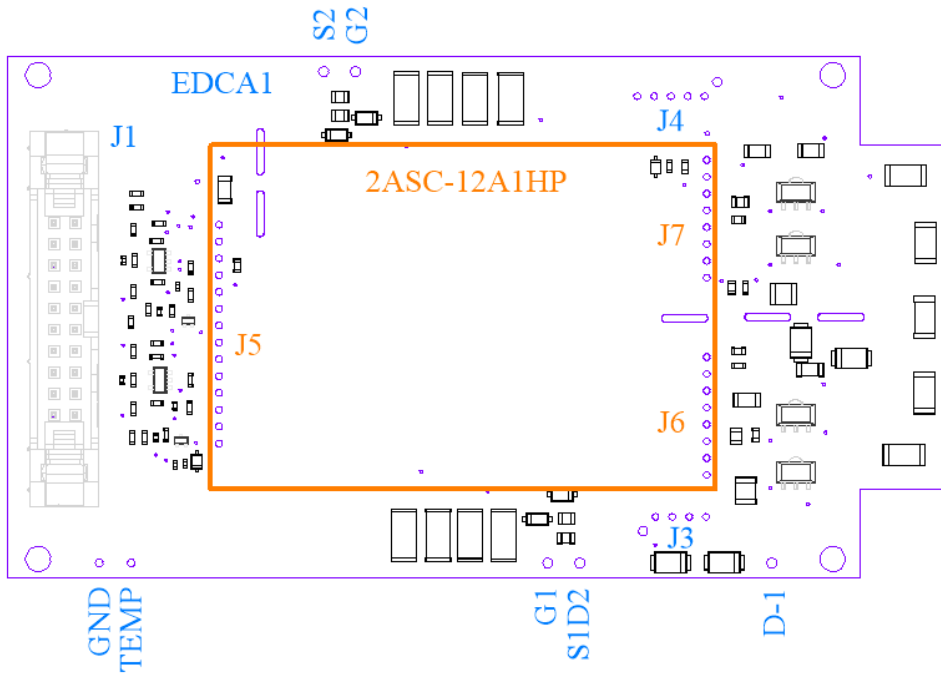 S2
G2
EDCA1
J1
J4
2ASC-12A1HP
J7
J5
J6
J3
GND
TEMP
G1
S1D2
D-1